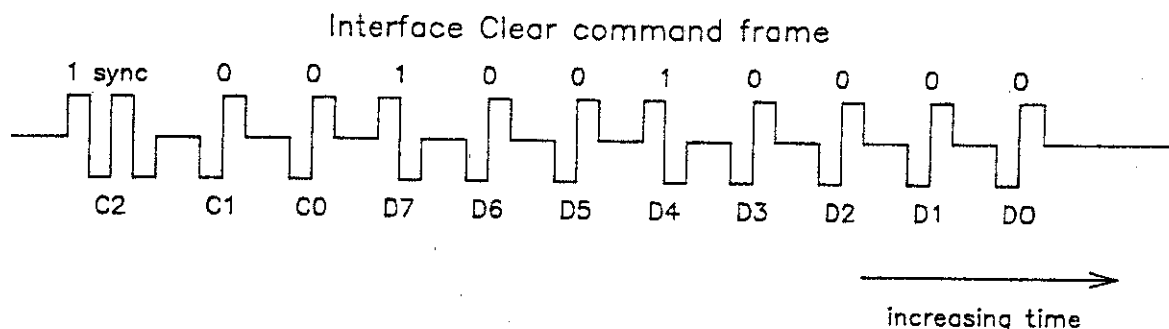 Interface Clear command frame
1 sync 0 0 1 0 0 1 0 0 0 0
C2 C1 C0 D7 D6 D5 D4 D3 D2 D1 D0
increasing time